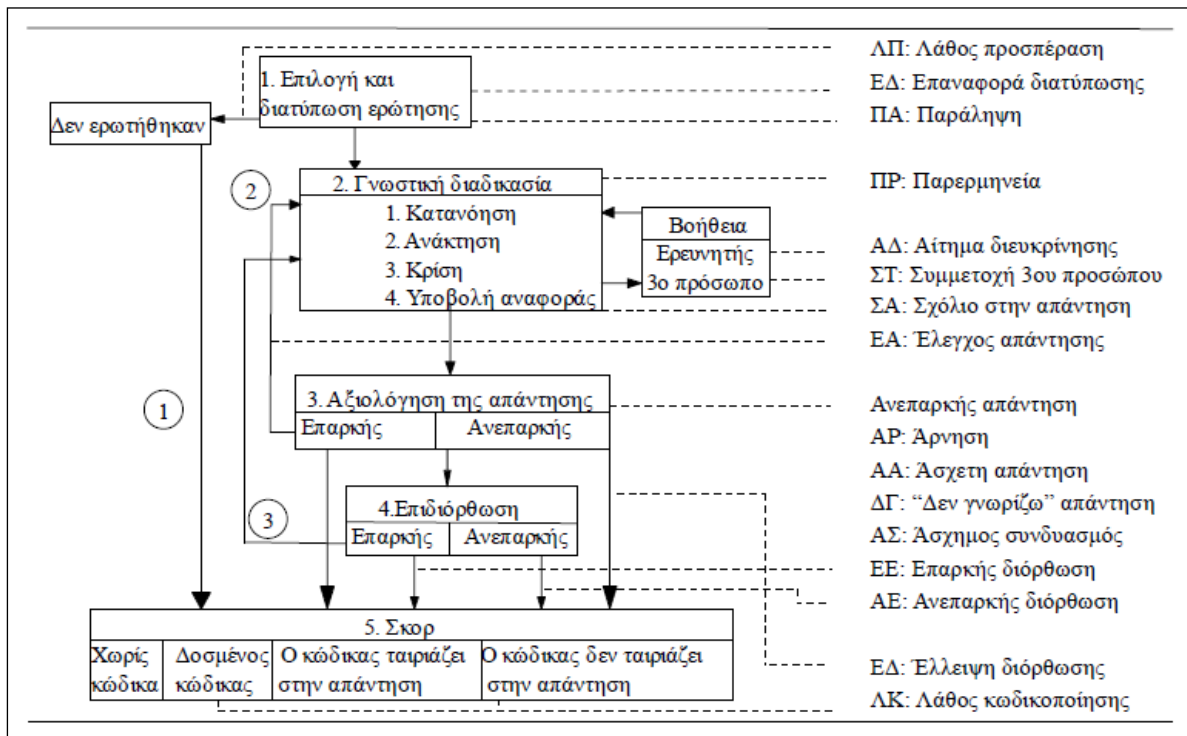 ΛΠ: Λάθος προσπέραση
1. Επιλογή και
διατύπωση ερώτησης
ΕΔ: Επαναφορά διατύπωσης
Δεν ερωτήθηκαν
ΠΑ: Παράληψη
2
2. Γνωστική διαδικασία
1. Κατανόηση
2. Ανάκτηση
3. Κρίση
4. Υποβολή αναφοράς
ΠΡ: Παρερμηνεία
Βοήθεια
Ερευνητής
3ο πρόσωπο
ΑΔ: Αίτημα διευκρίνησης
ΣΤ: Συμμετοχή 3ου προσώπου
ΣΑ: Σχόλιο στην απάντηση
ΕΑ: Έλεγχος απάντησης
1
3. Αξιολόγηση της απάντησης
Επαρκής
Ανεπαρκής
Ανεπαρκής απάντηση
ΑΡ: Άρνηση
ΑΑ: Άσχετη απάντηση
ΔΓ: “Δεν γνωρίζω” απάντηση
ΑΣ: Άσχημος συνδυασμός
3
4.Επιδιόρθωση
Επαρκής
Ανεπαρκής
ΕΕ: Επαρκής διόρθωση
ΑΕ: Ανεπαρκής διόρθωση
5. Σκορ
Χωρίς
κώδικα
Δοσμένος
κώδικας
Ο κώδικας ταιριάζει
στην απάντηση
Ο κώδικας δεν ταιριάζει
στην απάντηση
ΕΔ: Έλλειψη διόρθωσης
ΛΚ: Λάθος κωδικοποίησης